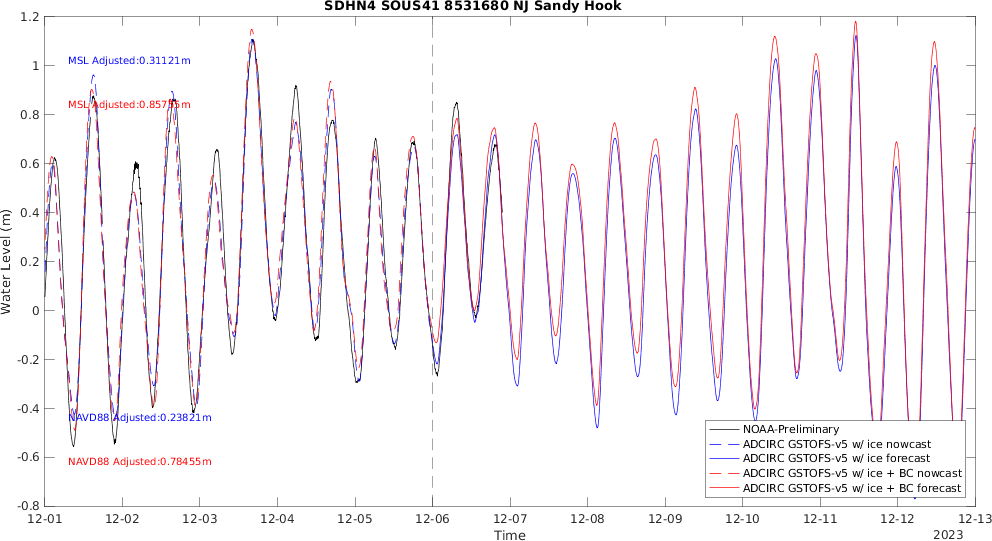 SDHN4 SOUS41 8531680 NJ Sandy Hook
1.2
1
0.8
0.6
0.4
0.2
0
-0.2
-0.4
-0.6
-0.8
Water Level (m)
MSL Adjusted:0.31121m
NAVD88 Adjusted:0.23821m
NAVD88 Adjusted:0.78455m
NOAA-Preliminary
ADCIRC GSTOFS-v5 w/ ice nowcast
ADCIRC GSTOFS-v5 w/ ice forecast
ADCIRC GSTOFS-v5 w/ ice + BC nowcast
ADCIRC GSTOFS-v5 w/ ice + BC forecast
12-01 12-02 12-03 12-04 12-05 12-06 12-07 12-08 12-09 12-10 12-11 12-12 12-13
Time
2023